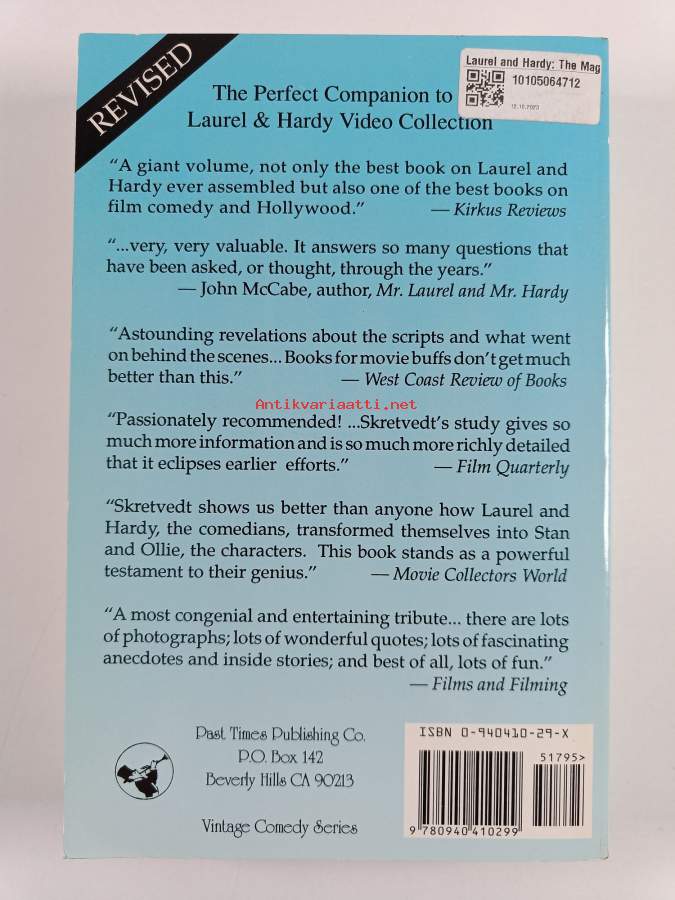 REVISED
Laurel and Hardy: The Mag
10105064712
The Perfect Companion to
Laurel & Hardy Video Collection
“A giant volume, not only the best book on Laurel and
Hardy ever assembled but also one of the best books on
film comedy and Hollywood.” — Kirkus Reviews
“...very, very valuable. It answers so many questions that
have been asked, or thought, through the years.”
— John McCabe, author, Mr. Laurel and Mr. Hardy
“Astounding revelations about the scripts and what went
on behind the scenes... Books for movie buffs don't get much
better than this.” — West Coast Review of Books
Antikvariaatti.net
“Passionately recommended! ...Skretvedt's study gives so
much more information and is so much more richly detailed
that it eclipses earlier efforts.” — Film Quarterly
“Skretvedt shows us better than anyone how Laurel and
Hardy, the comedians, transformed themselves into Stan
and Ollie, the characters. This book stands as a powerful
testament to their genius.” — Movie Collectors World
“A most congenial and entertaining tribute... there are lots
of photographs; lots of wonderful quotes; lots of fascinating
anecdotes and inside stories; and best of all, lots of fun.”
— Films and Filming
Past Times Publishing Co.
P.O. Box 142
Beverly Hills CA 90213
Vintage Comedy Series
ISBN 0-940410-29-X
51795>
9 780940 410299